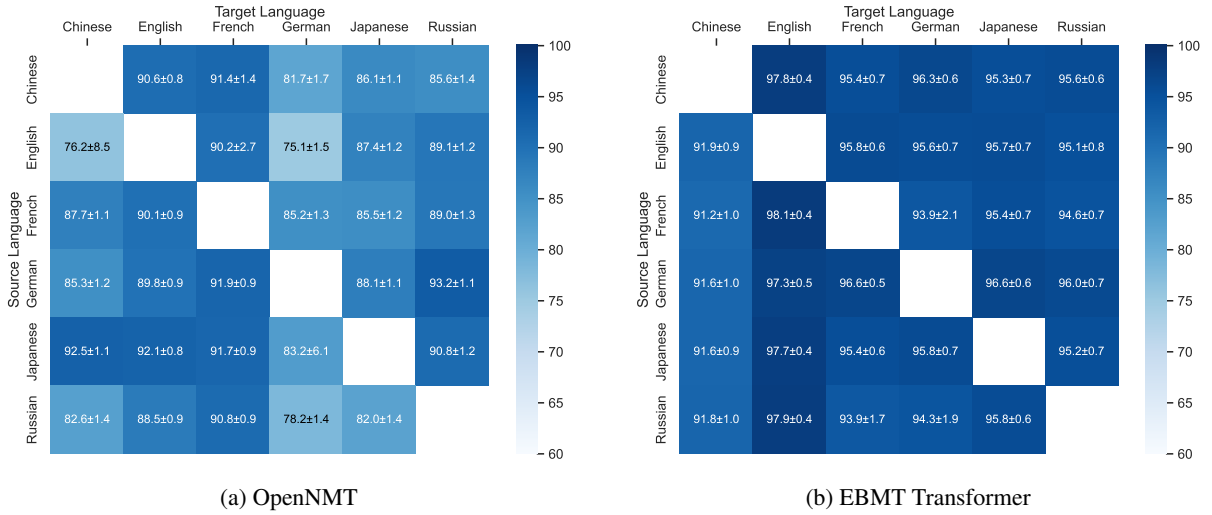 Target Language
Chinese English French German Japanese Russian
Source Language
Chinese 90.6±0.8 91.4±1.4 81.7±1.7 86.1±1.1 85.6±1.4
English 76.2±8.5 90.2±2.7 75.1±1.5 87.4±1.2 89.1±1.2
French 87.7±1.1 90.1±0.9 85.2±1.3 85.5±1.2 89.0±1.3
German 85.3±1.2 89.8±0.9 91.9±0.9 88.1±1.1 93.2±1.1
Japanese 92.5±1.1 92.1±0.8 91.7±0.9 83.2±6.1 90.8±1.2
Russian 82.6±1.4 88.5±0.9 90.8±0.9 78.2±1.4 82.0±1.4
100
95
90
85
80
75
70
65
60
(a) OpenNMT
Target Language
Chinese English French German Japanese Russian
Source Language
Chinese 97.8±0.4 95.4±0.7 96.3±0.6 95.3±0.7 95.6±0.6
English 91.9±0.9 95.8±0.6 95.6±0.7 95.7±0.7 95.1±0.8
French 91.2±1.0 98.1±0.4 93.9±2.1 95.4±0.7 94.6±0.7
German 91.6±1.0 97.3±0.5 96.6±0.5 96.6±0.6 96.0±0.7
Japanese 91.6±0.9 97.7±0.4 95.4±0.6 95.8±0.7 95.2±0.7
Russian 91.8±1.0 97.9±0.4 93.9±1.7 94.3±1.9 95.8±0.6
100
95
90
85
80
75
70
65
60
(b) EBMT Transformer